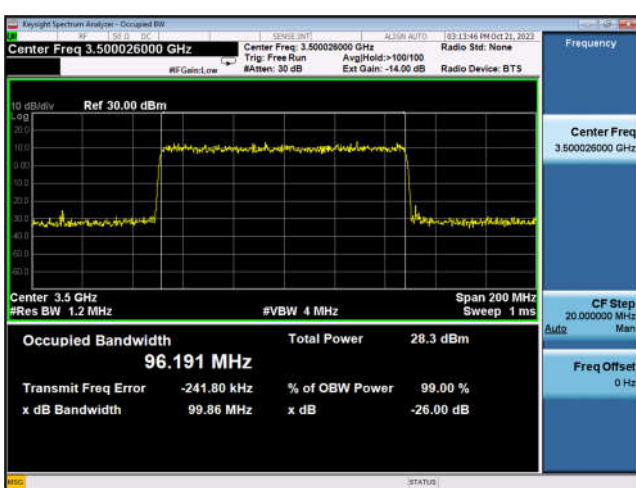 Keysight Spectrum Analyzer - Occupied BW
RF 50 Ω DC SENSE:INT ALIGN AUTO 03:13:46 PM Oct 21, 2023
Center Freq 3.500026000 GHz
Center Freq: 3.500026000 GHz Radio Std: None
Trig: Free Run Avg|Hold:>100/100
#IFGain:Low #Atten: 30 dB Ext Gain: -14.00 dB Radio Device: BTS
Frequency
10 dB/div Ref 30.00 dBm
Log
20.0
10.0
0.00
10.0
20.0
30.0
40.0
50.0
60.0
Center Freq
3.500026000 GHz
Center 3.5 GHz Span 200 MHz
#Res BW 1.2 MHz #VBW 4 MHz Sweep 1 ms
CF Step
20.000000 MHz
Auto Man
Occupied Bandwidth Total Power 28.3 dBm
96.191 MHz
Freq Offset
0 Hz
Transmit Freq Error -241.80 kHz % of OBW Power 99.00 %
x dB Bandwidth 99.86 MHz x dB -26.00 dB
MSG STATUS